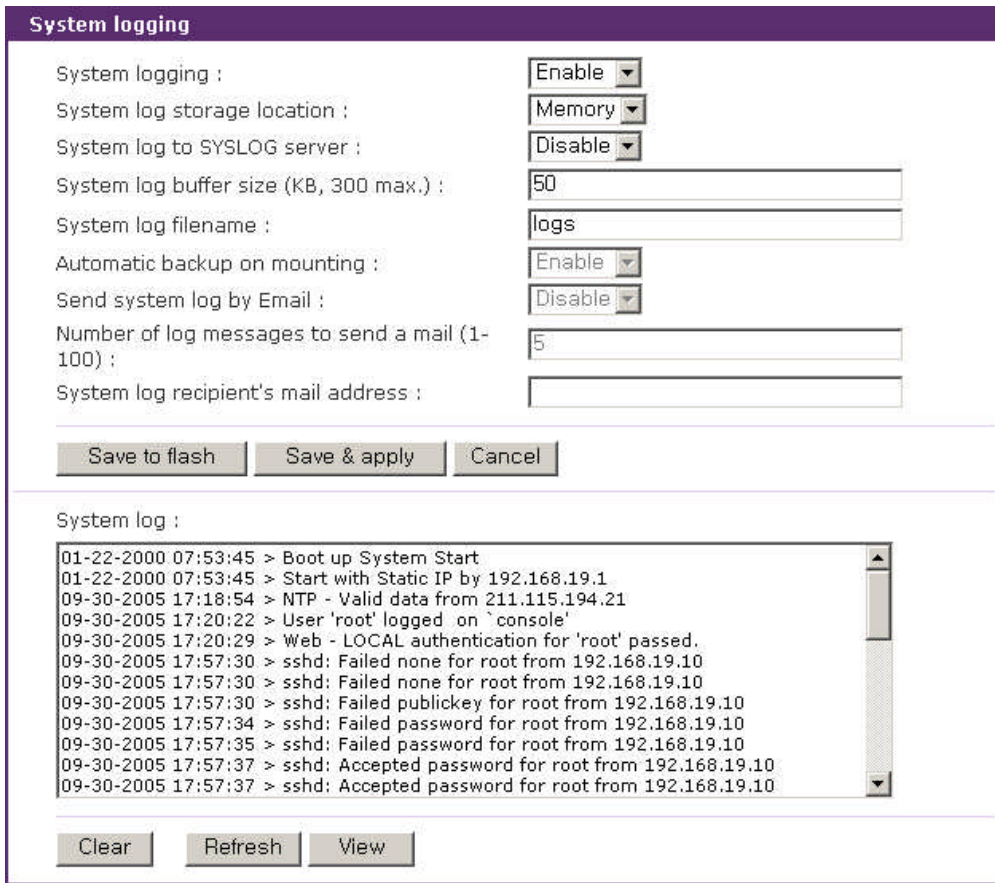 System logging
System logging : Enable
System log storage location : Memory
System log to SYSLOG server : Disable
System log buffer size (KB, 300 max.) : 50
System log filename : logs
Automatic backup on mounting : Enable
Send system log by Email : Disable
Number of log messages to send a mail (1-
100) : 5
System log recipient's mail address :
Save to flash Save & apply Cancel
System log :
01-22-2000 07:53:45 > Boot up System Start
01-22-2000 07:53:45 > Start with Static IP by 192.168.19.1
09-30-2005 17:18:54 > NTP - Valid data from 211.115.194.21
09-30-2005 17:20:22 > User 'root' logged  on `console'
09-30-2005 17:20:29 > Web - LOCAL authentication for 'root' passed.
09-30-2005 17:57:30 > sshd: Failed none for root from 192.168.19.10
09-30-2005 17:57:30 > sshd: Failed none for root from 192.168.19.10
09-30-2005 17:57:30 > sshd: Failed publickey for root from 192.168.19.10
09-30-2005 17:57:34 > sshd: Failed password for root from 192.168.19.10
09-30-2005 17:57:35 > sshd: Failed password for root from 192.168.19.10
09-30-2005 17:57:37 > sshd: Accepted password for root from 192.168.19.10
09-30-2005 17:57:37 > sshd: Accepted password for root from 192.168.19.10
Clear Refresh View